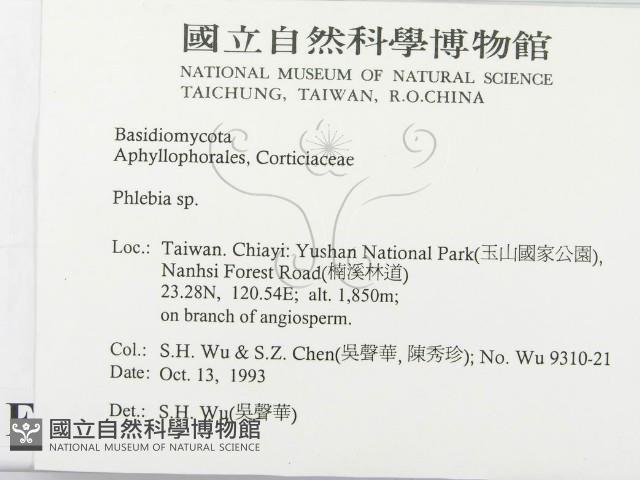 國立自然科學博物館
NATIONAL MUSEUM OF NATURAL SCIENCE
TAICHUNG, TAIWAN, R.O.CHINA
Basidiomycota
Aphyllophorales, Corticiaceae
Phlebia sp.
Loc.: Taiwan. Chiayi: Yushan National Park(玉山國家公園),
Nanhsi Forest Road(楠溪林道)
23.28N, 120.54E; alt. 1,850m;
on branch of angiosperm.
Col.: S.H. Wu & S.Z. Chen(吳聲華, 陳秀珍); No. Wu 9310-21
Date: Oct. 13, 1993
Det.: S.H. Wu(吳聲華)
國立自然科學博物館
NATIONAL MUSEUM OF NATURAL SCIENCE